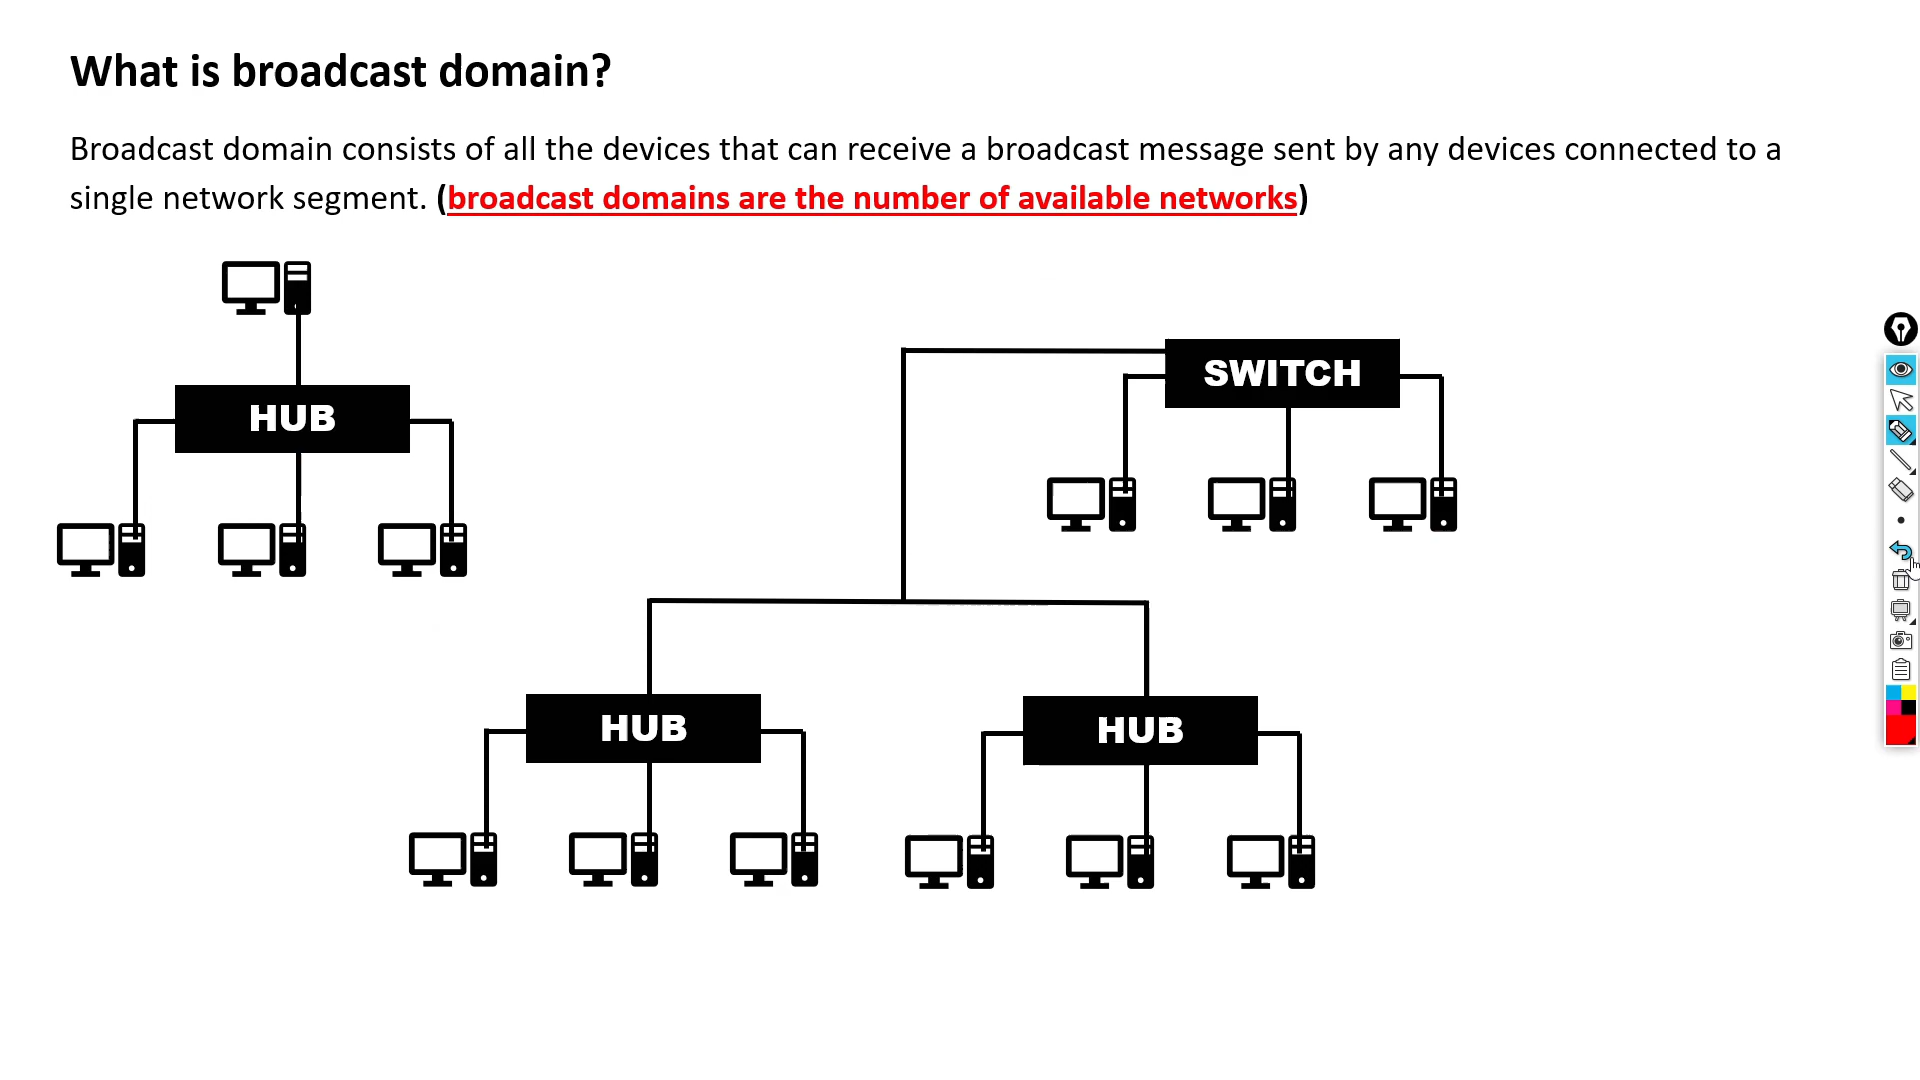 What is broadcast domain?
Broadcast domain consists of all the devices that can receive a broadcast message sent by any devices connected to a
single network segment. (broadcast domains are the number of available networks)
SWITCH
HUB
HUB
HUB